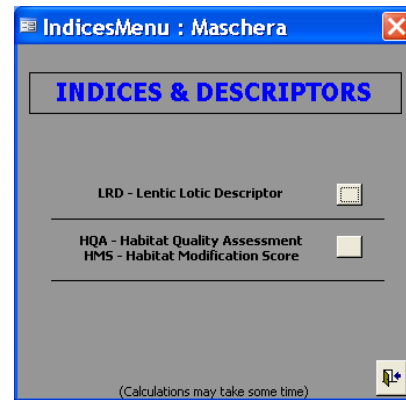 IndicesMenu : Maschera
INDICES & DESCRIPTORS
LRD - Lentic Lotic Descriptor
HQA - Habitat Quality Assessment
HMS - Habitat Modification Score
(Calculations may take some time)